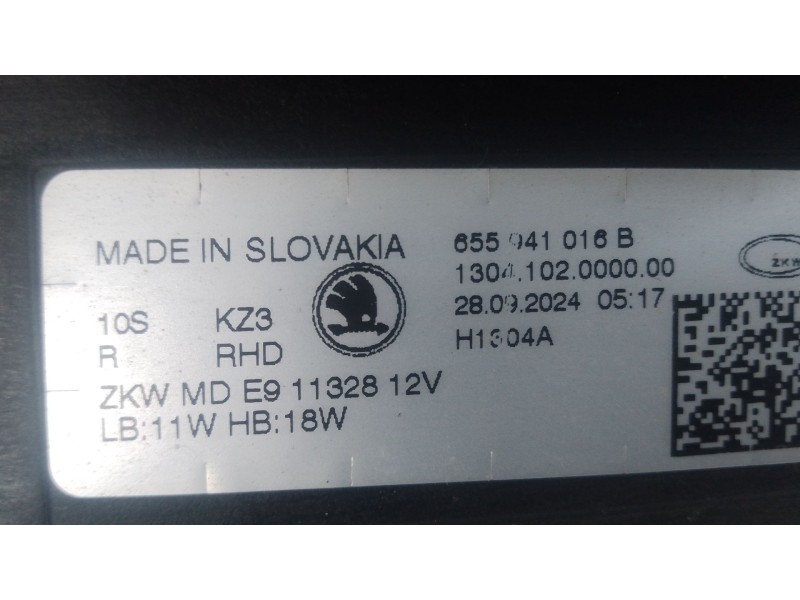 MADE IN SLOVAKIA
655 941 016 B
1304.102.0000.00
28.09.2024 05:17
H1304A
ZKW
10S KZ3
R RHD
ZKW MD E9 11328 12V
LB:11W HB:18W